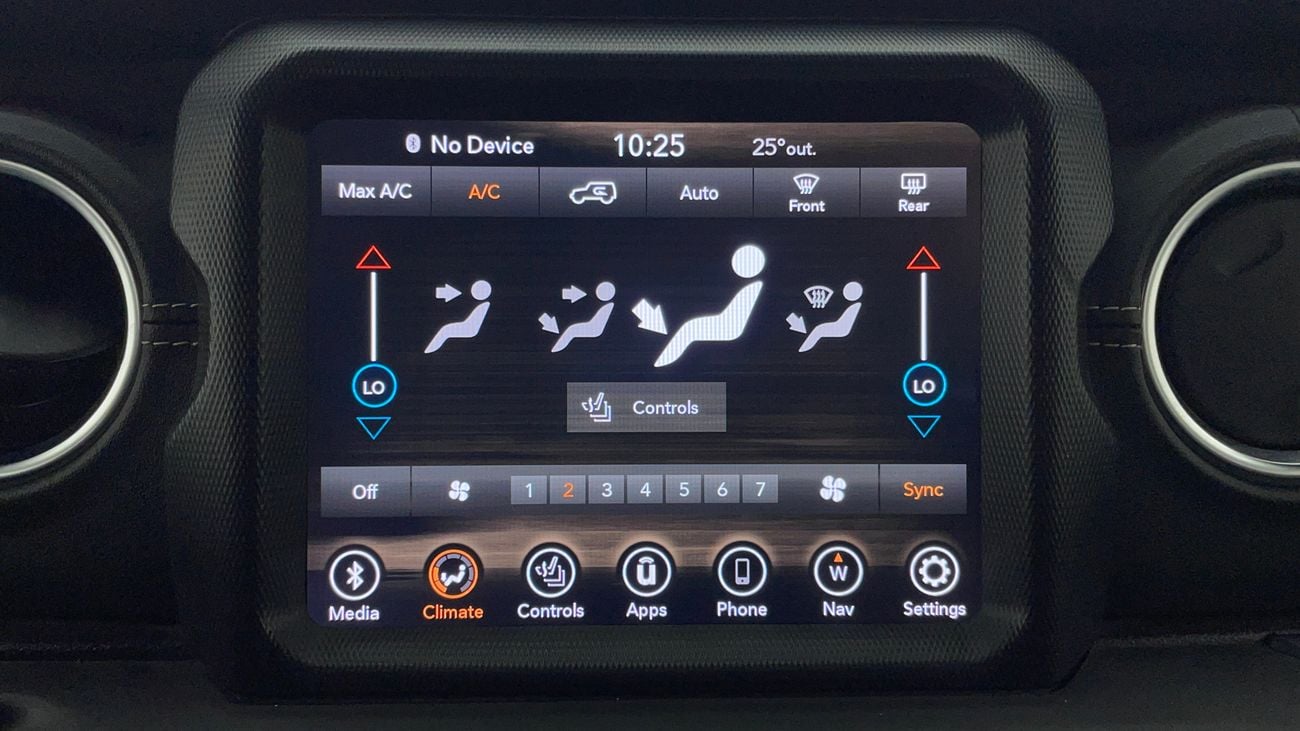 No Device 10:25 25°out.
Max A/C A/C Auto Front Rear
LO LO
Controls
Off 1 2 3 4 5 6 7 Sync
W
Media Climate Controls Apps Phone Nav Settings